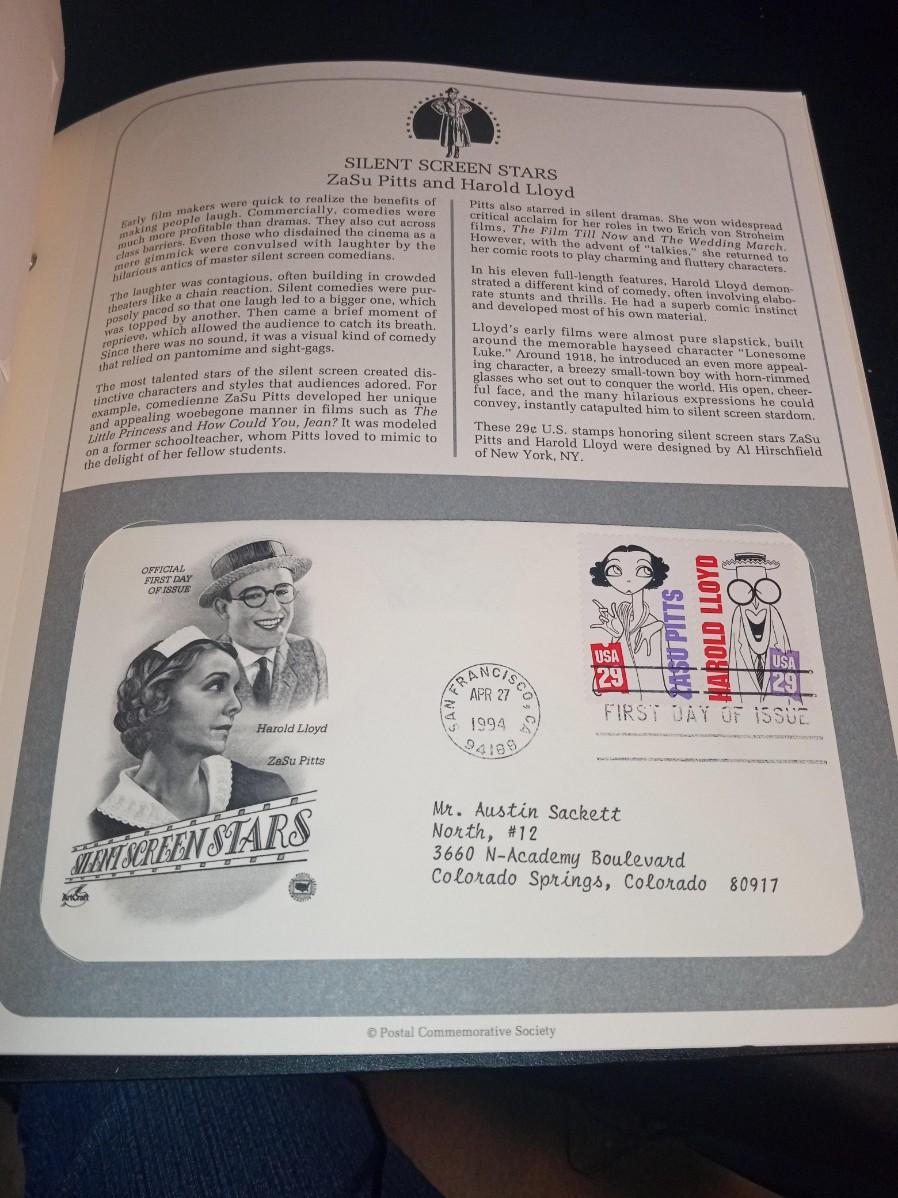 SILENT SCREEN STARS
ZaSu Pitts and Harold Lloyd
Early film makers were quick to realize the benefits of
making people laugh. Commercially, comedies were
much more profitable than dramas. They also cut across
class barriers. Even those who disdained the cinema as a
mere gimmick were convulsed with laughter by the
hilarious antics of master silent screen comedians.
The laughter was contagious, often building in crowded
theaters like a chain reaction. Silent comedies were pur-
posely paced so that one laugh led to a bigger one, which
was topped by another. Then came a brief moment of
reprieve, which allowed the audience to catch its breath.
Since there was no sound, it was a visual kind of comedy
that relied on pantomime and sight-gags.
The most talented stars of the silent screen created dis-
tinctive characters and styles that audiences adored. For
example, comedienne ZaSu Pitts developed her unique
and appealing woebegone manner in films such as The
Little Princess and How Could You, Jean? It was modeled
on a former schoolteacher, whom Pitts loved to mimic to
the delight of her fellow students.
Pitts also starred in silent dramas. She won widespread
critical acclaim for her roles in two Erich von Stroheim
films, The Film Till Now and The Wedding March.
However, with the advent of "talkies," she returned to
her comic roots to play charming and fluttery characters.
In his eleven full-length features, Harold Lloyd demon-
strated a different kind of comedy, often involving elabo-
rate stunts and thrills. He had a superb comic instinct
and developed most of his own material.
Lloyd's early films were almost pure slapstick, built
around the memorable hayseed character "Lonesome
Luke." Around 1918, he introduced an even more appeal-
ing character, a breezy small-town boy with horn-rimmed
glasses who set out to conquer the world. His open, cheer-
ful face, and the many hilarious expressions he could
convey, instantly catapulted him to silent screen stardom.
These 29¢ U.S. stamps honoring silent screen stars ZaSu
Pitts and Harold Lloyd were designed by Al Hirschfield
of New York, NY.
OFFICIAL
FIRST DAY
OF ISSUE
Harold Lloyd
ZaSu Pitts
SILENT SCREEN STARS
ArtCraft
SAN FRANCISCO, CA
APR 27
1994
94188
USA
29
ZASU PITTS
HAROLD LLOYD
USA
29
FIRST DAY OF ISSUE
Mr. Austin Sackett
North, #12
3660 N-Academy Boulevard
Colorado Springs, Colorado 80917
© Postal Commemorative Society